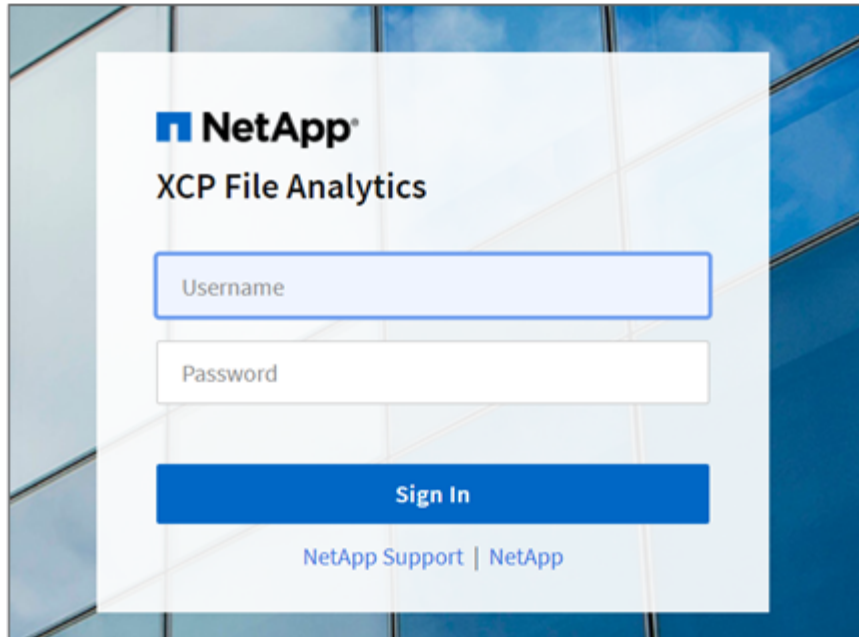 NetApp®
XCP File Analytics
Username
Password
Sign In
NetApp Support | NetApp